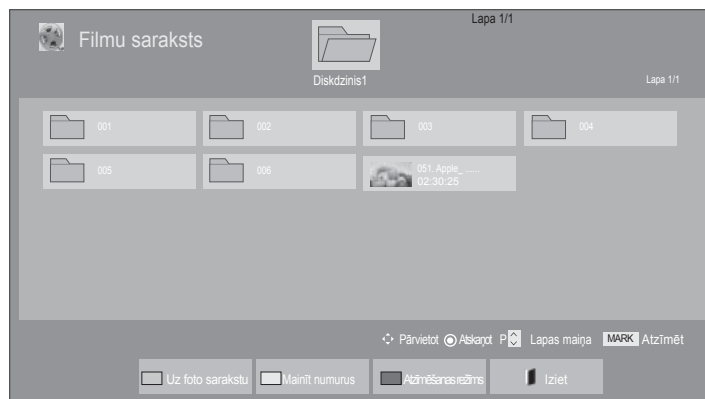 Lapa 1/1
Filmu saraksts
Diskdzinis1
Lapa 1/1
001 002 003 004
005 006 051. Apple_ ......
02:30:25
Pārvietot Atskaņot P Lapas maiņa MARK Atzīmēt
Uz foto sarakstu Mainīt numurus Atzīmēšanas režīms Iziet